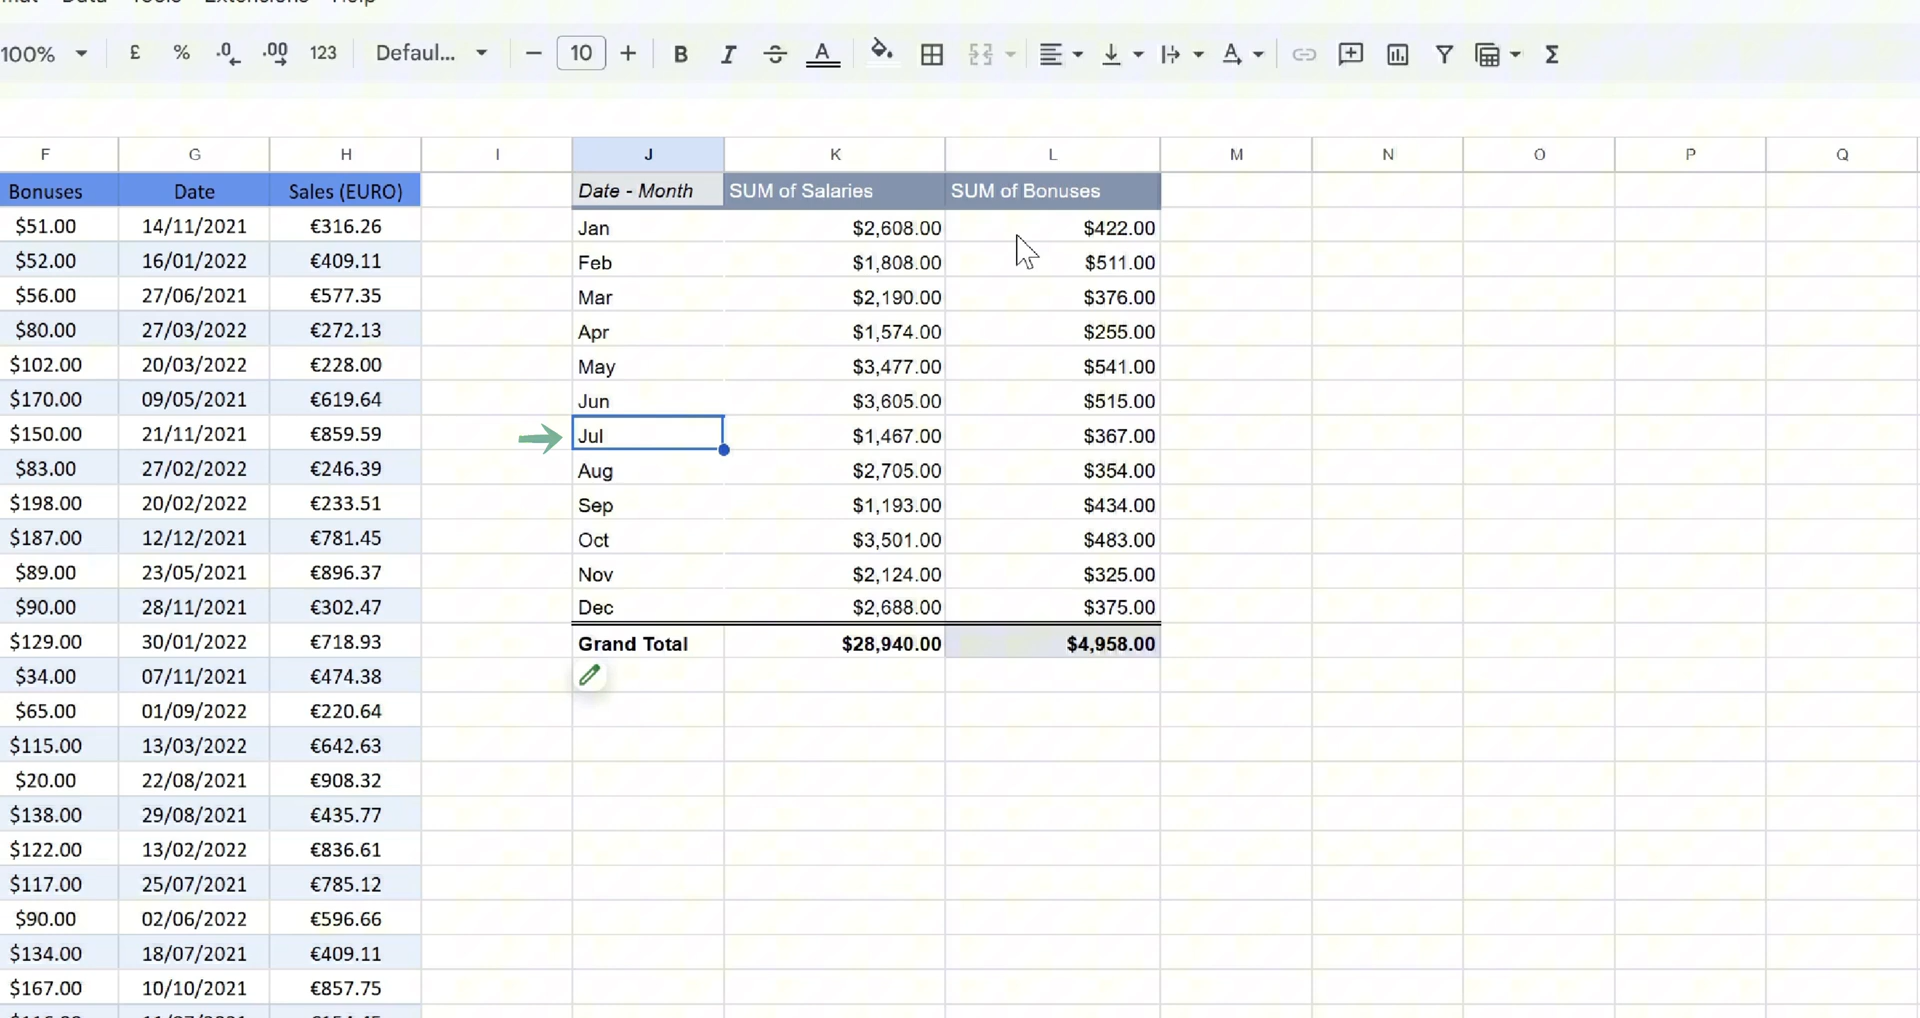 100% £ % .0 .00 123 Defaul... 10 B I A A Σ
F G H I J K L M N O P Q
Bonuses Date Sales (EURO) Date - Month SUM of Salaries SUM of Bonuses
$51.00 14/11/2021 €316.26 Jan $2,608.00 $422.00
$52.00 16/01/2022 €409.11 Feb $1,808.00 $511.00
$56.00 27/06/2021 €577.35 Mar $2,190.00 $376.00
$80.00 27/03/2022 €272.13 Apr $1,574.00 $255.00
$102.00 20/03/2022 €228.00 May $3,477.00 $541.00
$170.00 09/05/2021 €619.64 Jun $3,605.00 $515.00
$150.00 21/11/2021 €859.59 Jul $1,467.00 $367.00
$83.00 27/02/2022 €246.39 Aug $2,705.00 $354.00
$198.00 20/02/2022 €233.51 Sep $1,193.00 $434.00
$187.00 12/12/2021 €781.45 Oct $3,501.00 $483.00
$89.00 23/05/2021 €896.37 Nov $2,124.00 $325.00
$90.00 28/11/2021 €302.47 Dec $2,688.00 $375.00
$129.00 30/01/2022 €718.93 Grand Total $28,940.00 $4,958.00
$34.00 07/11/2021 €474.38
$65.00 01/09/2022 €220.64
$115.00 13/03/2022 €642.63
$20.00 22/08/2021 €908.32
$138.00 29/08/2021 €435.77
$122.00 13/02/2022 €836.61
$117.00 25/07/2021 €785.12
$90.00 02/06/2022 €596.66
$134.00 18/07/2021 €409.11
$167.00 10/10/2021 €857.75